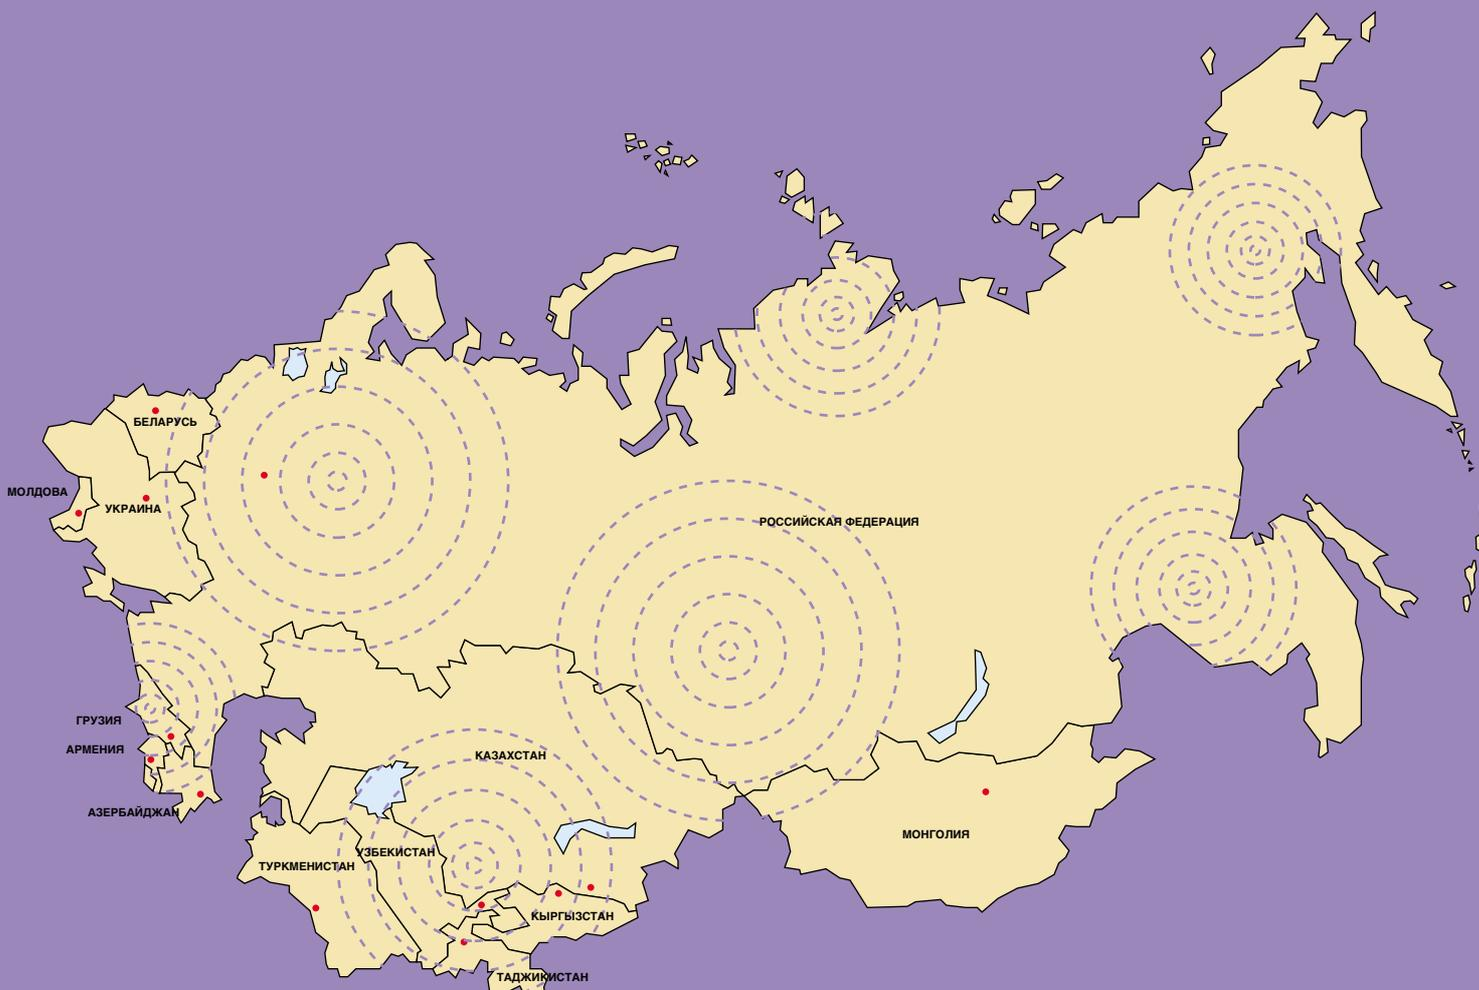 БЕЛАРУСЬ
МОЛДОВА
УКРАИНА
РОССИЙСКАЯ ФЕДЕРАЦИЯ
ГРУЗИЯ
АРМЕНИЯ
КАЗАХСТАН
АЗЕРБАЙДЖАН
МОНГОЛИЯ
УЗБЕКИСТАН
ТУРКМЕНИСТАН
КЫРГЫЗСТАН
ТАДЖИКИСТАН